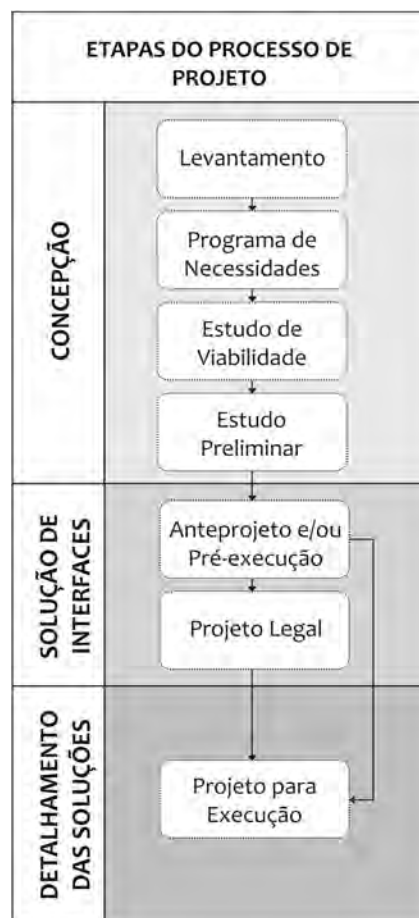 ETAPAS DO PROCESSO DE
PROJETO
CONCEPÇÃO
Levantamento
Programa de
Necessidades
Estudo de
Viabilidade
Estudo
Preliminar
SOLUÇÃO DE
INTERFACES
Anteprojeto e/ou
Pré-execução
Projeto Legal
DETALHAMENTO
DAS SOLUÇÕES
Projeto para
Execução